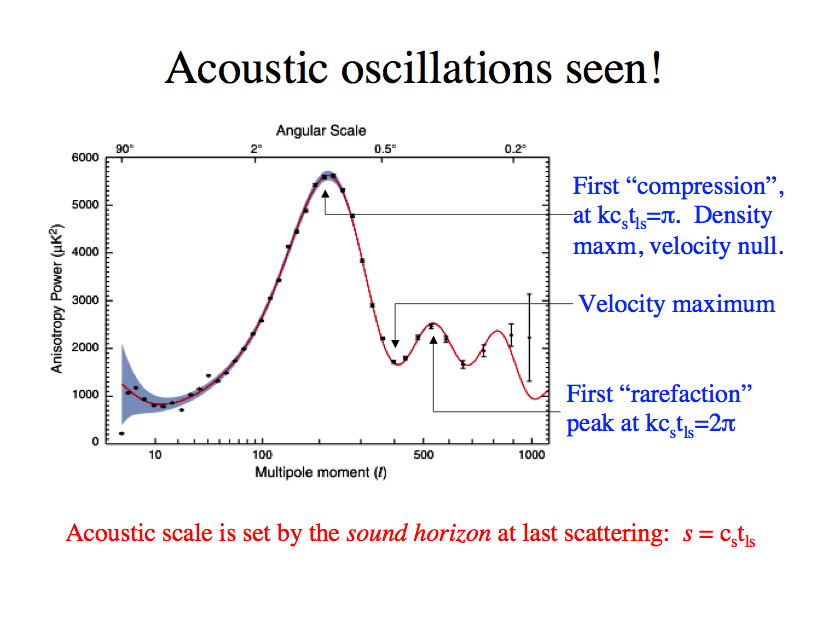 Acoustic oscillations seen!
Angular Scale
90° 2° 0.5° 0.2°
6000
5000
4000
3000
2000
1000
0
Anisotropy Power (μK²)
10 100 500 1000
Multipole moment (l)
First “compression”,
at kcₛtₗₛ=π. Density
maxm, velocity null.
Velocity maximum
First “rarefaction”
peak at kcₛtₗₛ=2π
Acoustic scale is set by the sound horizon at last scattering: s = cₛtₗₛ